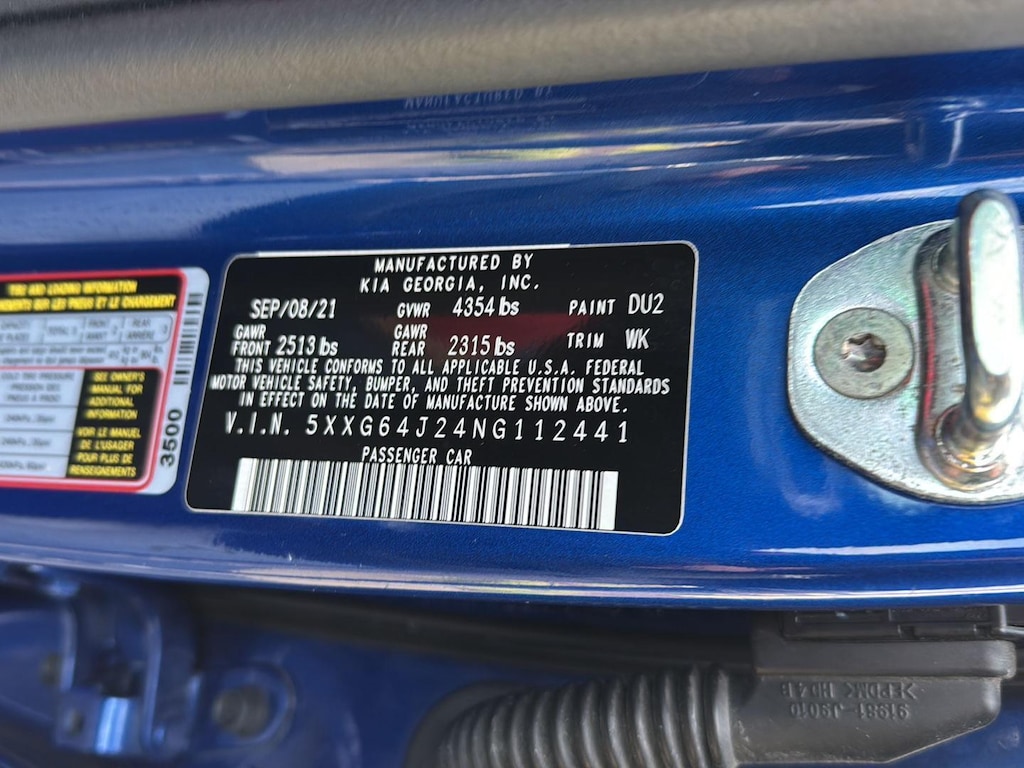 MANUFACTURED BY
KIA GEORGIA, INC.
SEP/08/21 GVWR 4354 lbs PAINT DU2
GAWR FRONT 2513 lbs GAWR REAR 2315 lbs TRIM WK
THIS VEHICLE CONFORMS TO ALL APPLICABLE U.S.A. FEDERAL
MOTOR VEHICLE SAFETY, BUMPER, AND THEFT PREVENTION STANDARDS
IN EFFECT ON THE DATE OF MANUFACTURE SHOWN ABOVE.
V.I.N. 5XXG64J24NG112441
PASSENGER CAR
TIRE AND LOADING INFORMATION
SEE OWNER'S
MANUAL FOR
ADDITIONAL
INFORMATION
VOIR LE MANUEL
DE L'USAGER
POUR PLUS DE
RENSEIGNEMENTS
3500
>EPDM<
91981-J9010